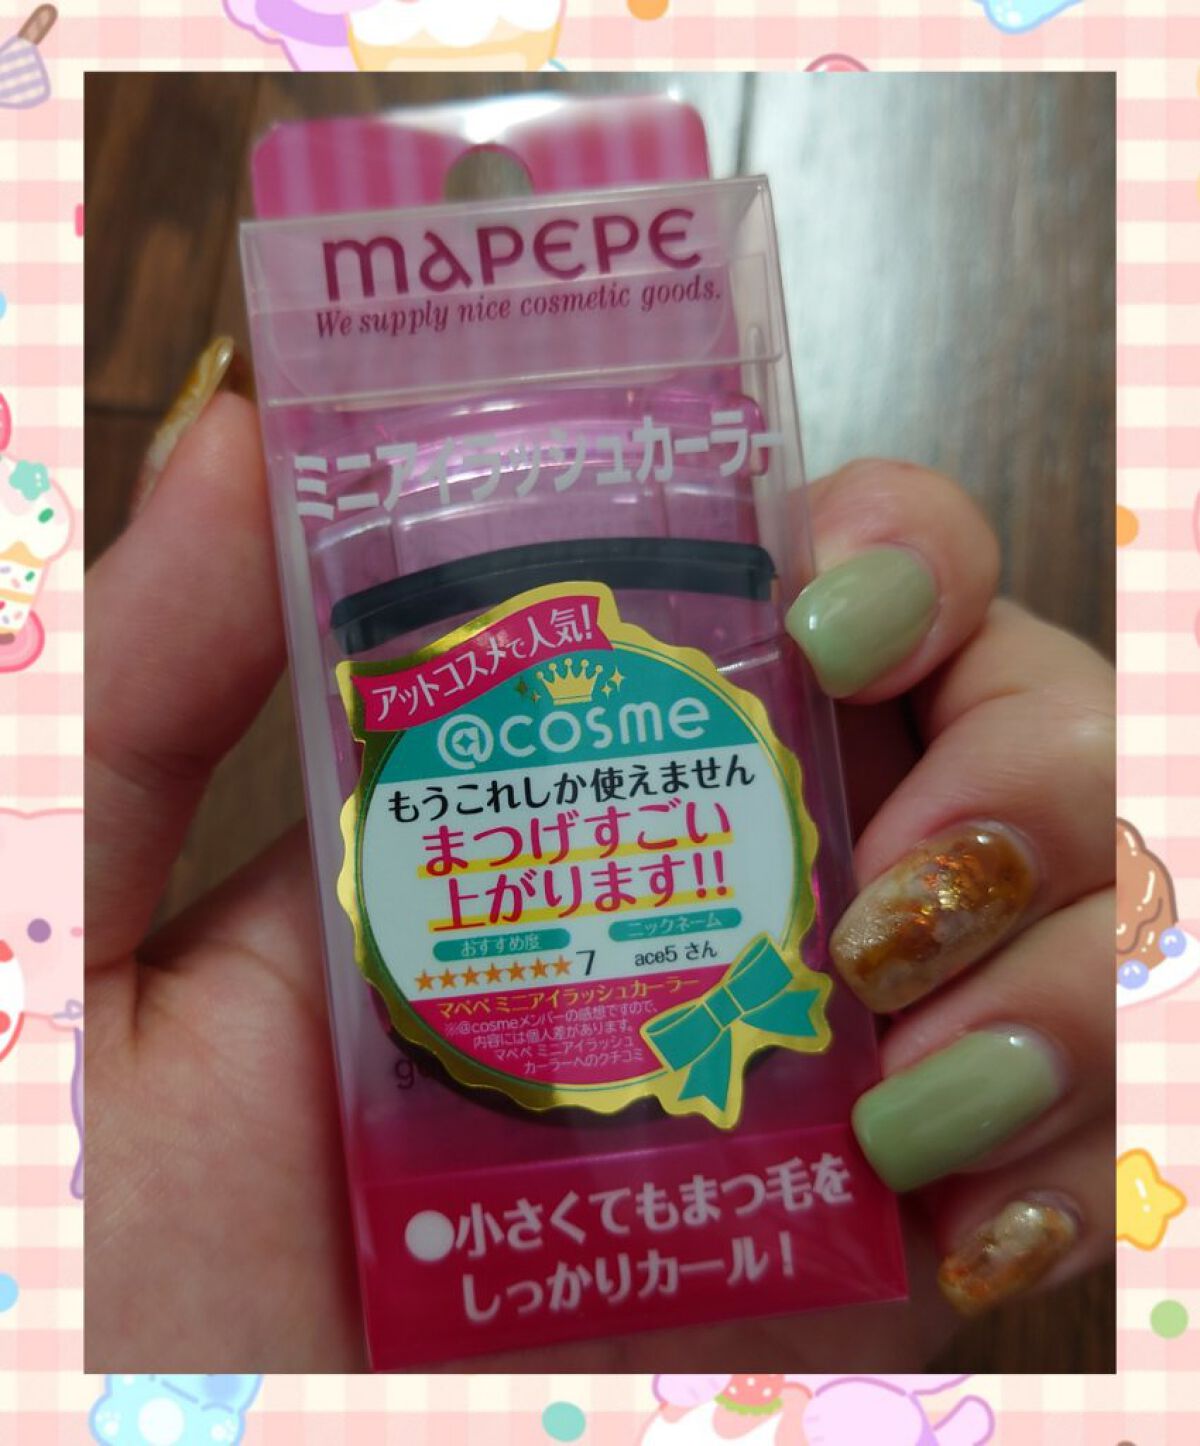 mAPEPE
We supply nice cosmetic goods.
ミニアイラッシュカーラー
アットコスメで人気!
@cosme
もうこれしか使えません
まつげすごい
上がります!!
おすすめ度
ニックネーム
★★★★★★★7
ace5 さん
マペペ ミニアイラッシュカーラー
※@cosmeメンバーの感想ですので、
内容には個人差があります。
マペペ ミニアイラッシュ
カーラーへのクチコミ
●小さくてもまつ毛を
しっかりカール!